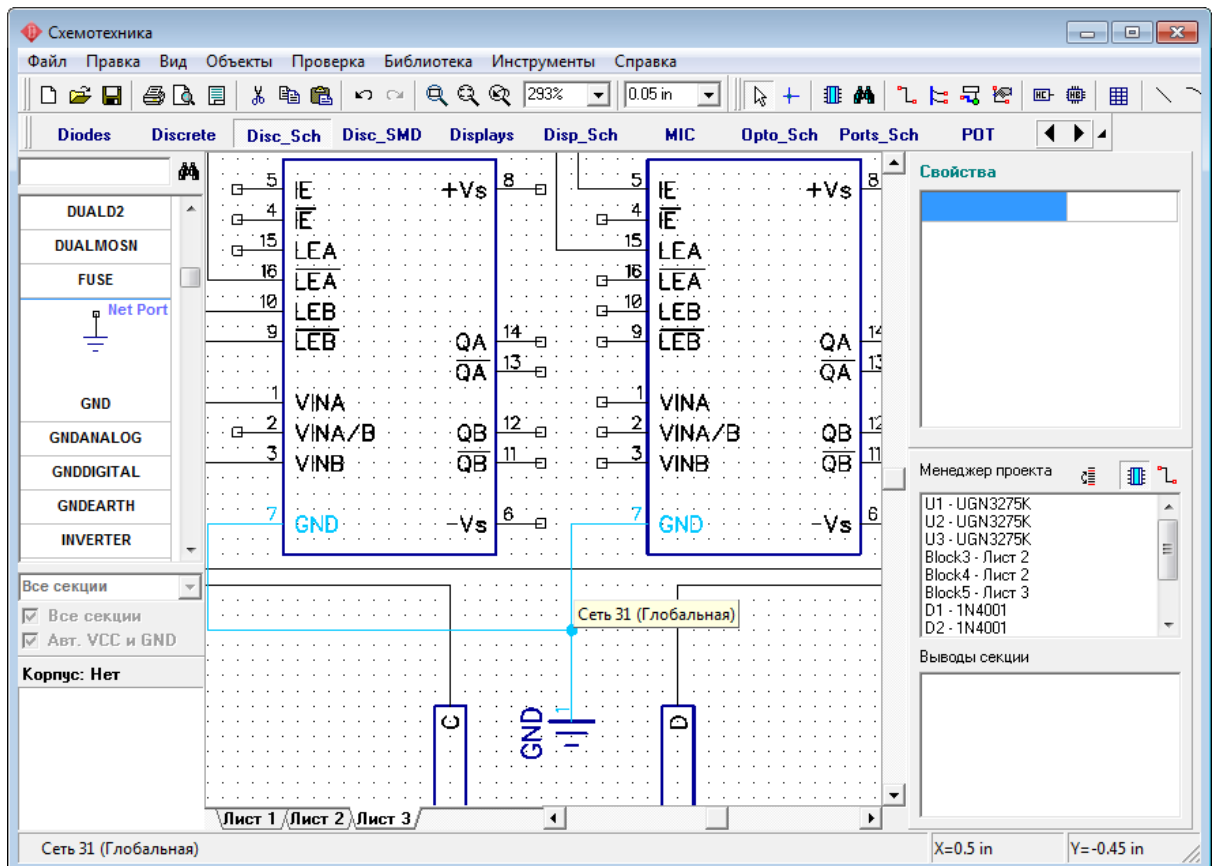 Схемотехника
Файл Правка Вид Объекты Проверка Библиотека Инструменты Справка
293% 0.05 in
Diodes Discrete Disc_Sch Disc_SMD Displays Disp_Sch MIC Opto_Sch Ports_Sch POT
DUALD2
DUALMOSN
FUSE
Net Port
GND
GNDANALOG
GNDDIGITAL
GNDEARTH
INVERTER
Все секции
Все секции
Авт. VCC и GND
Корпус: Нет
5 IE +Vs 8
4 IE
15 LEA
16 LEA
10 LEB
9 LEB
QA 14
QA 13
1 VINA
2 VINA/B QB 12
3 VINB QB 11
7 GND -Vs 6
5 IE +Vs 8
4 IE
15 LEA
16 LEA
10 LEB
9 LEB
QA 14
QA 13
1 VINA
2 VINA/B QB 12
3 VINB QB 11
7 GND -Vs 6
Сеть 31 (Глобальная)
C
GND 1
D
Лист 1 Лист 2 Лист 3
Свойства
Менеджер проекта
U1 - UGN3275K
U2 - UGN3275K
U3 - UGN3275K
Block3 - Лист 2
Block4 - Лист 2
Block5 - Лист 3
D1 - 1N4001
D2 - 1N4001
Выводы секции
Сеть 31 (Глобальная) X=0.5 in Y=-0.45 in